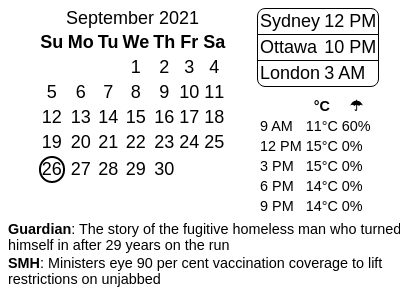 September 2021
Su Mo Tu We Th Fr Sa
1 2 3 4
5 6 7 8 9 10 11
12 13 14 15 16 17 18
19 20 21 22 23 24 25
26 27 28 29 30
Sydney 12 PM
Ottawa 10 PM
London 3 AM
°C ☂
9 AM 11°C 60%
12 PM 15°C 0%
3 PM 15°C 0%
6 PM 14°C 0%
9 PM 14°C 0%
Guardian: The story of the fugitive homeless man who turned
himself in after 29 years on the run
SMH: Ministers eye 90 per cent vaccination coverage to lift
restrictions on unjabbed